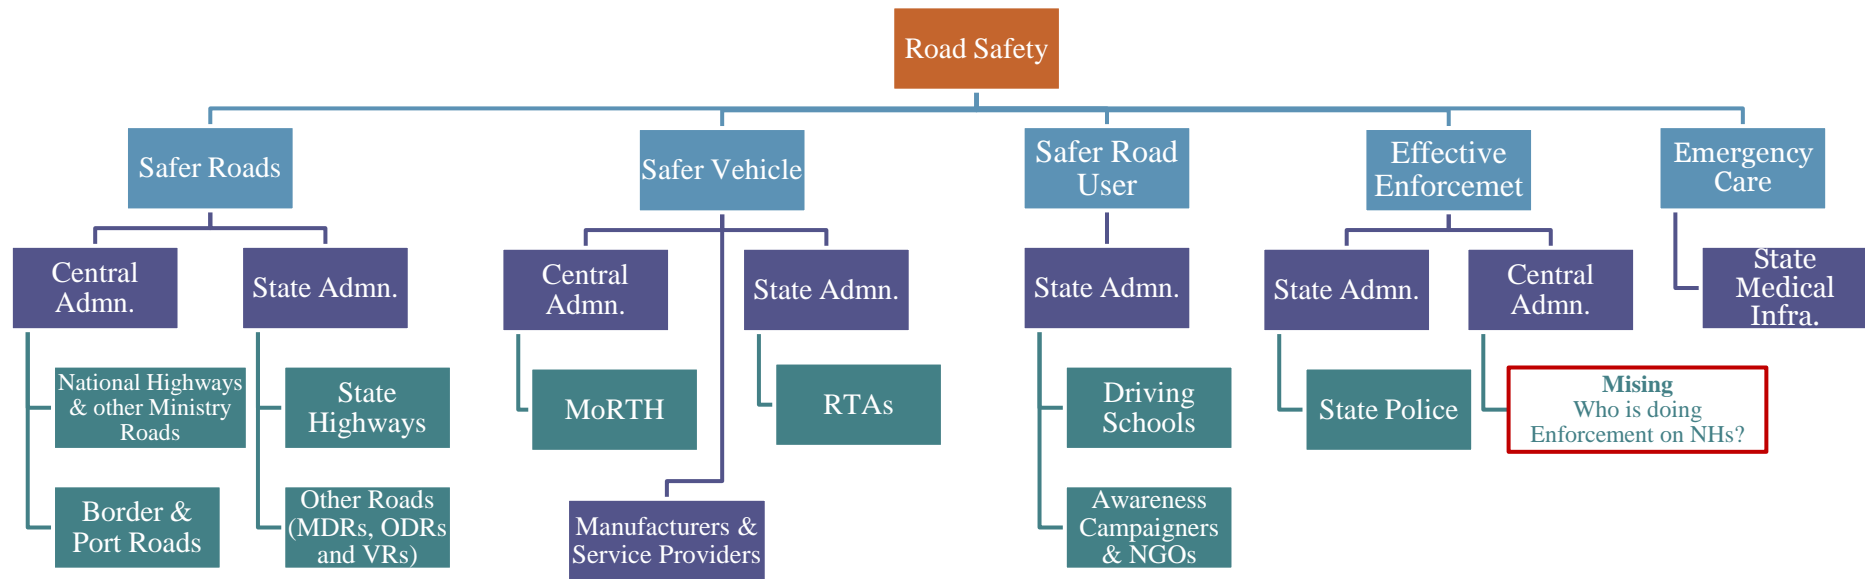 Road Safety
Safer Roads
Safer Vehicle
Safer Road
User
Effective
Enforcemet
Emergency
Care
Central
Admn.
State Admn.
Central
Admn.
State Admn.
State Admn.
State Admn.
Central
Admn.
State
Medical
Infra.
National Highways
& other Ministry
Roads
State
Highways
MoRTH
RTAs
Driving
Schools
State Police
Mising
Who is doing
Enforcement on NHs?
Border &
Port Roads
Other Roads
(MDRs, ODRs
and VRs)
Manufacturers &
Service Providers
Awareness
Campaigners
& NGOs